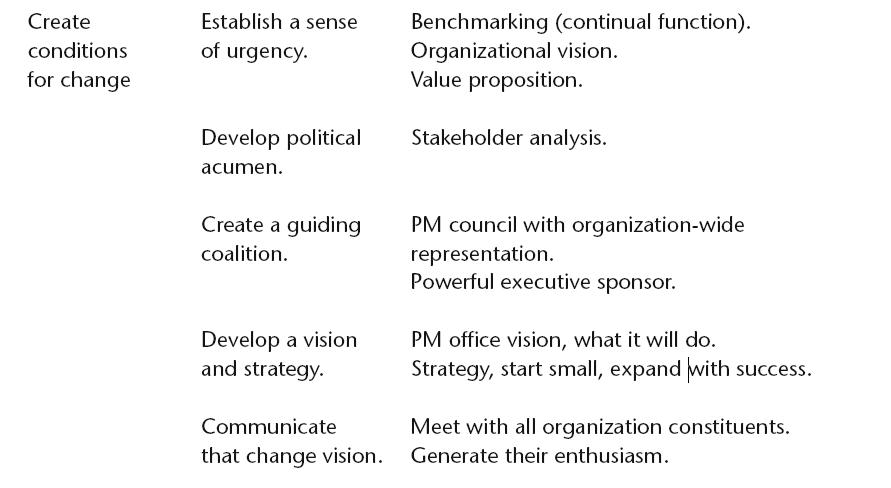 Create
conditions
for change
Establish a sense
of urgency.
Benchmarking (continual function).
Organizational vision.
Value proposition.
Develop political
acumen.
Stakeholder analysis.
Create a guiding
coalition.
PM council with organization-wide
representation.
Powerful executive sponsor.
Develop a vision
and strategy.
PM office vision, what it will do.
Strategy, start small, expand with success.
Communicate
that change vision.
Meet with all organization constituents.
Generate their enthusiasm.